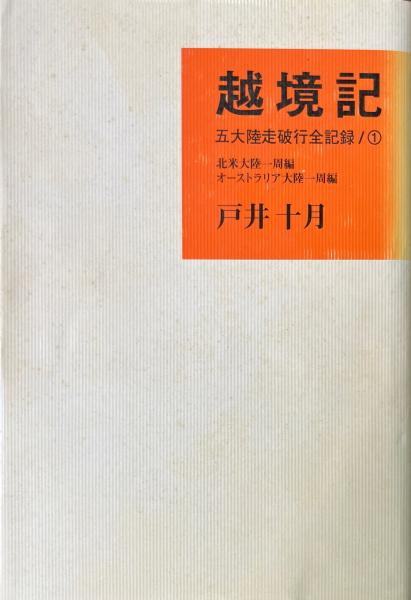 越境記
五大陸走破行全記録/①
北米大陸一周編
オーストラリア大陸一周編
戸井十月